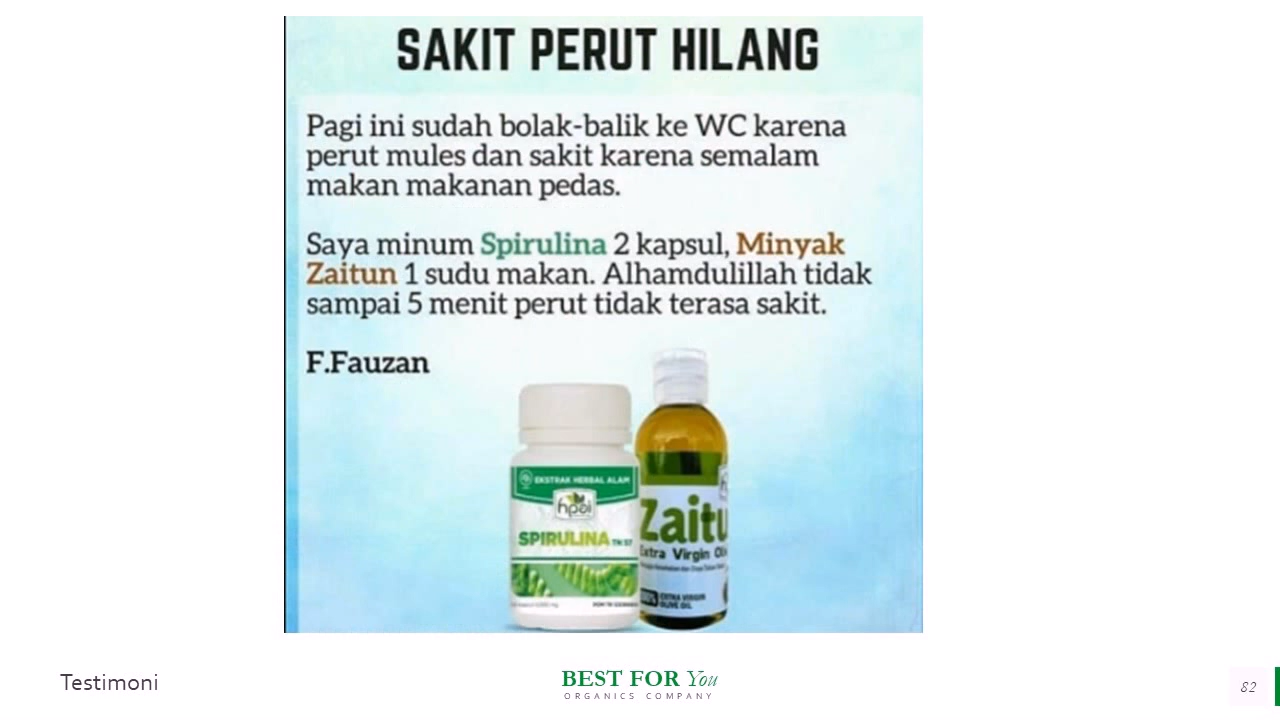 SAKIT PERUT HILANG
Pagi ini sudah bolak-balik ke WC karena
perut mules dan sakit karena semalam
makan makanan pedas.
Saya minum Spirulina 2 kapsul, Minyak
Zaitun 1 sudu makan. Alhamdulillah tidak
sampai 5 menit perut tidak terasa sakit.
F.Fauzan
EKSTRAK HERBAL ALAM
hpai
SPIRULINA
Zaitu
Extra Virgin Oli
100% EXTRA VIRGIN
OLIVE OIL
Testimoni
BEST FOR You
ORGANICS COMPANY
82